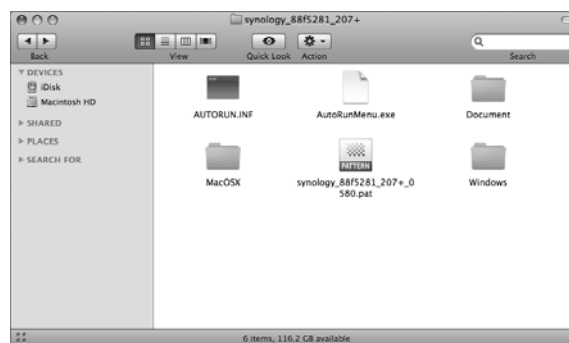 synology_88f5281_207+
Back
View
Quick Look
Action
Search
DEVICES
iDisk
Macintosh HD
SHARED
PLACES
SEARCH FOR
AUTORUN.INF
AutoRunMenu.exe
Document
MacOSX
PATTERN
synology_88f5281_207+_0
580.pat
Windows
6 items, 116.2 GB available